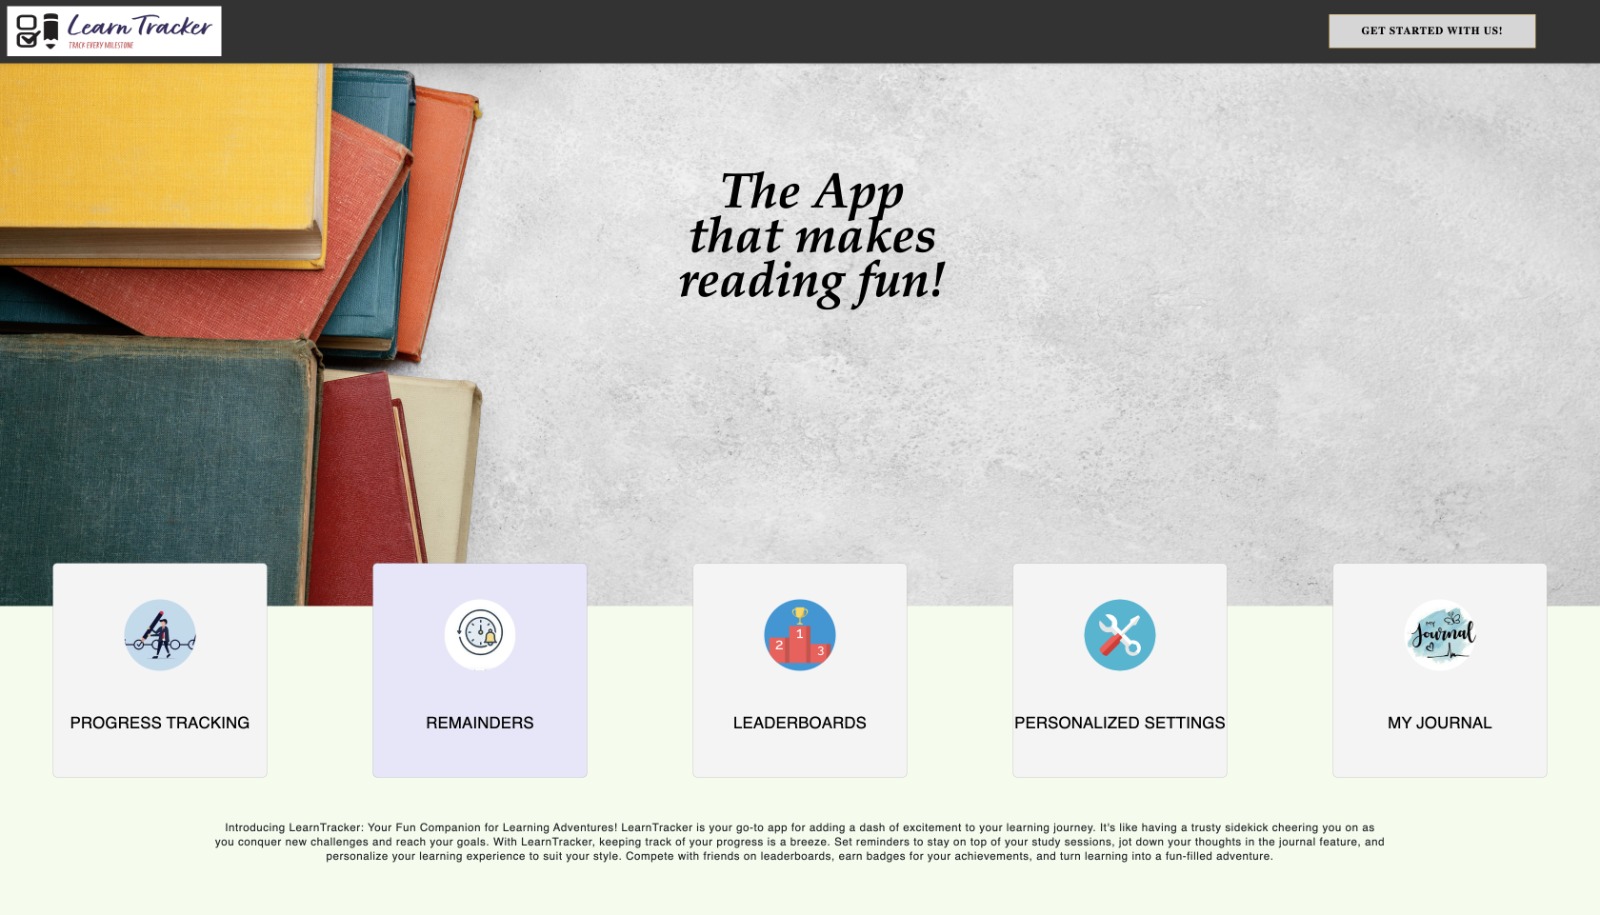 Learn Tracker
TRACK EVERY MILESTONE
GET STARTED WITH US!
The App
that makes
reading fun!
1
2
3
my
Journal
PROGRESS TRACKING
REMAINDERS
LEADERBOARDS
PERSONALIZED SETTINGS
MY JOURNAL
Introducing LearnTracker: Your Fun Companion for Learning Adventures! LearnTracker is your go-to app for adding a dash of excitement to your learning journey. It's like having a trusty sidekick cheering you on as
you conquer new challenges and reach your goals. With LearnTracker, keeping track of your progress is a breeze. Set reminders to stay on top of your study sessions, jot down your thoughts in the journal feature, and
personalize your learning experience to suit your style. Compete with friends on leaderboards, earn badges for your achievements, and turn learning into a fun-filled adventure.